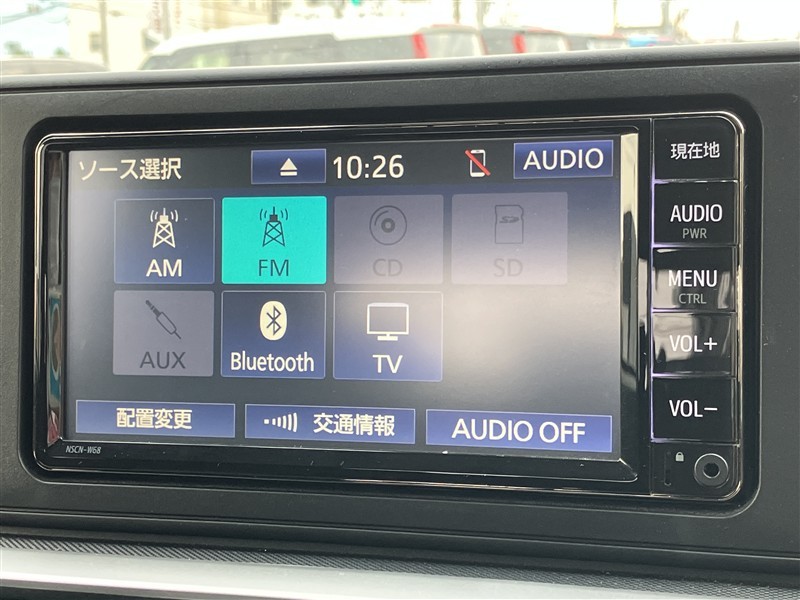 ソース選択 10:26 AUDIO
AM FM CD SD
AUX Bluetooth TV
配置変更 交通情報 AUDIO OFF
NSCN-W68
現在地
AUDIO
PWR
MENU
CTRL
VOL+
VOL−